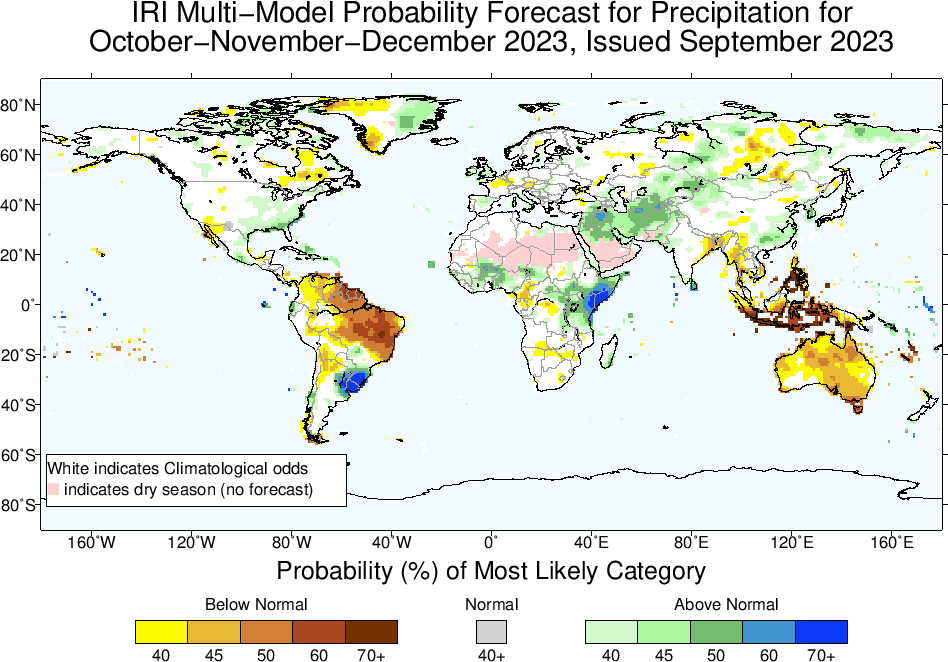 IRI Multi−Model Probability Forecast for Precipitation for
October−November−December 2023, Issued September 2023
80˚N
60˚N
40˚N
20˚N
0˚
20˚S
40˚S
60˚S
80˚S
White indicates Climatological odds
indicates dry season (no forecast)
160˚W 120˚W 80˚W 40˚W 0˚ 40˚E 80˚E 120˚E 160˚E
Probability (%) of Most Likely Category
Below Normal Normal Above Normal
40 45 50 60 70+ 40+ 40 45 50 60 70+